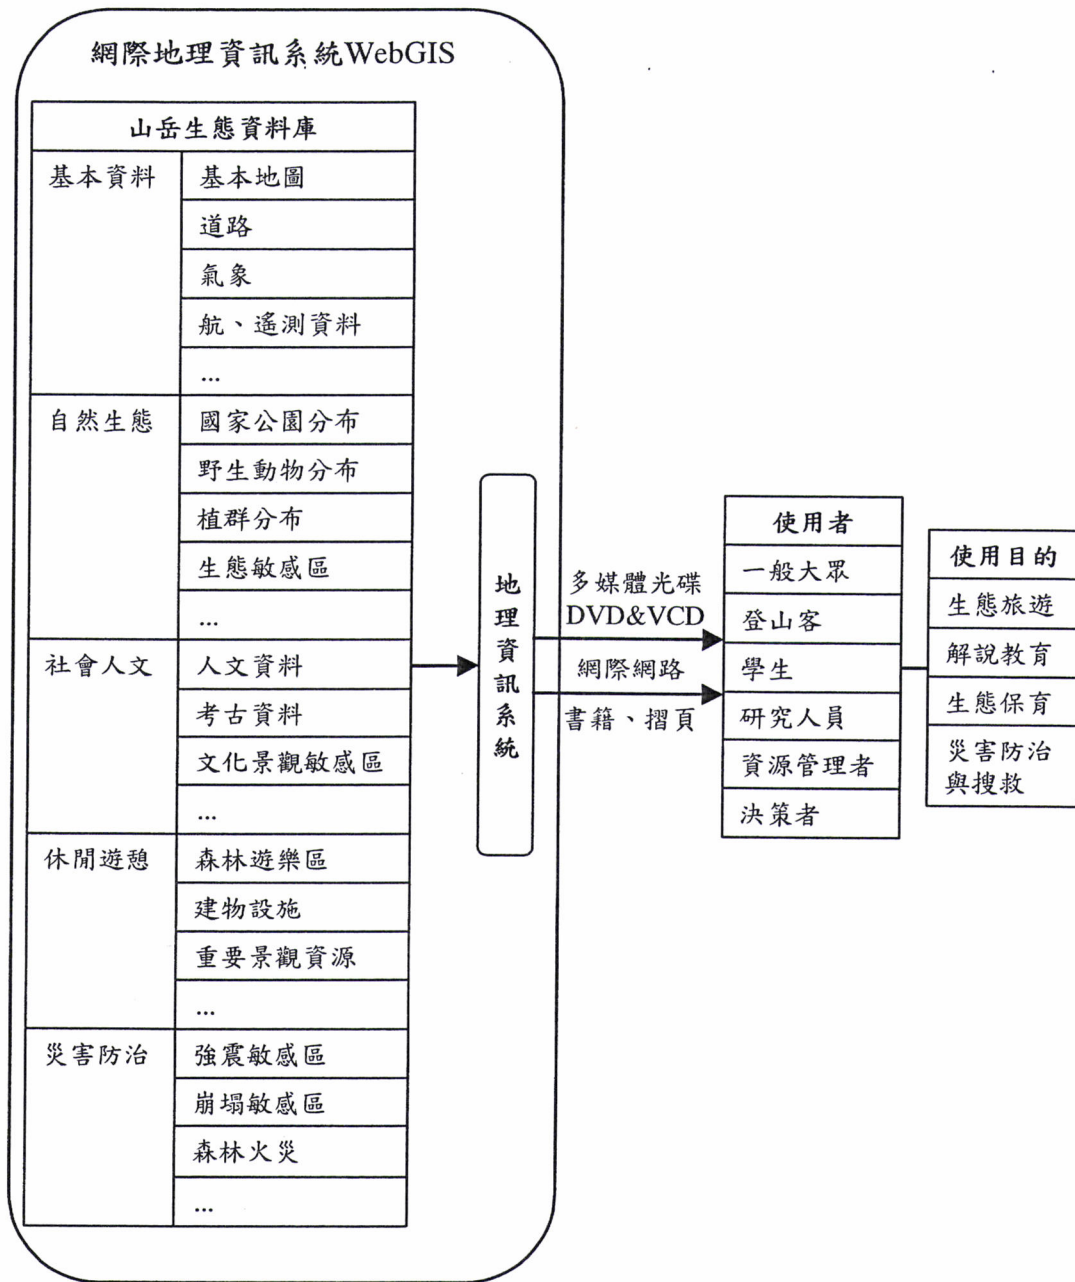 網際地理資訊系統WebGIS
山岳生態資料庫
基本資料
基本地圖
道路
氣象
航、遙測資料
...
自然生態
國家公園分布
野生動物分布
植群分布
生態敏感區
...
社會人文
人文資料
考古資料
文化景觀敏感區
...
休閒遊憩
森林遊樂區
建物設施
重要景觀資源
...
災害防治
強震敏感區
崩塌敏感區
森林火災
...
地理資訊系統
多媒體光碟
DVD&VCD
網際網路
書籍、摺頁
使用者
一般大眾
登山客
學生
研究人員
資源管理者
決策者
使用目的
生態旅遊
解說教育
生態保育
災害防治
與搜救